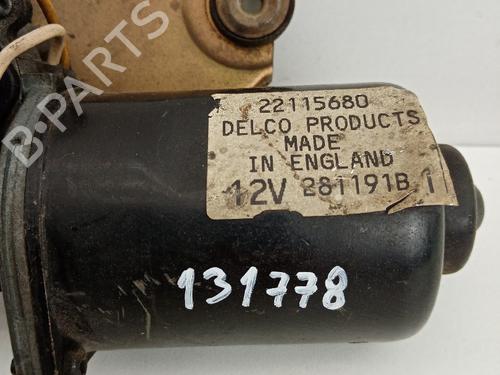 22115680
DELCO PRODUCTS
MADE
IN ENGLAND
12V 281191B 1
131778
B-PARTS